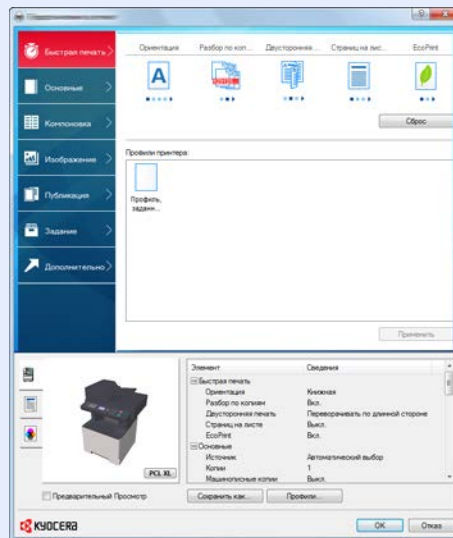 Быстрая печать
Основные
Компоновка
Изображение
Публикация
Задание
Дополнительно
Ориентация Разбор по коп... Двусторонняя... Страниц на лис... EcoPrint
A
Сброс
Профили принтера:
Профиль,
заданн...
Применить
Элемент Сведения
Быстрая печать
Ориентация Книжная
Разбор по копиям Вкл.
Двусторонняя печать Переворачивать по длинной стороне
Страниц на листе Выкл.
EcoPrint Вкл.
Основные
Источник Автоматический выбор
Копии 1
Машинописные копии Выкл.
PCL XL
Предварительный Просмотр
Сохранить как... Профили...
KYOCERA
OK Отказ